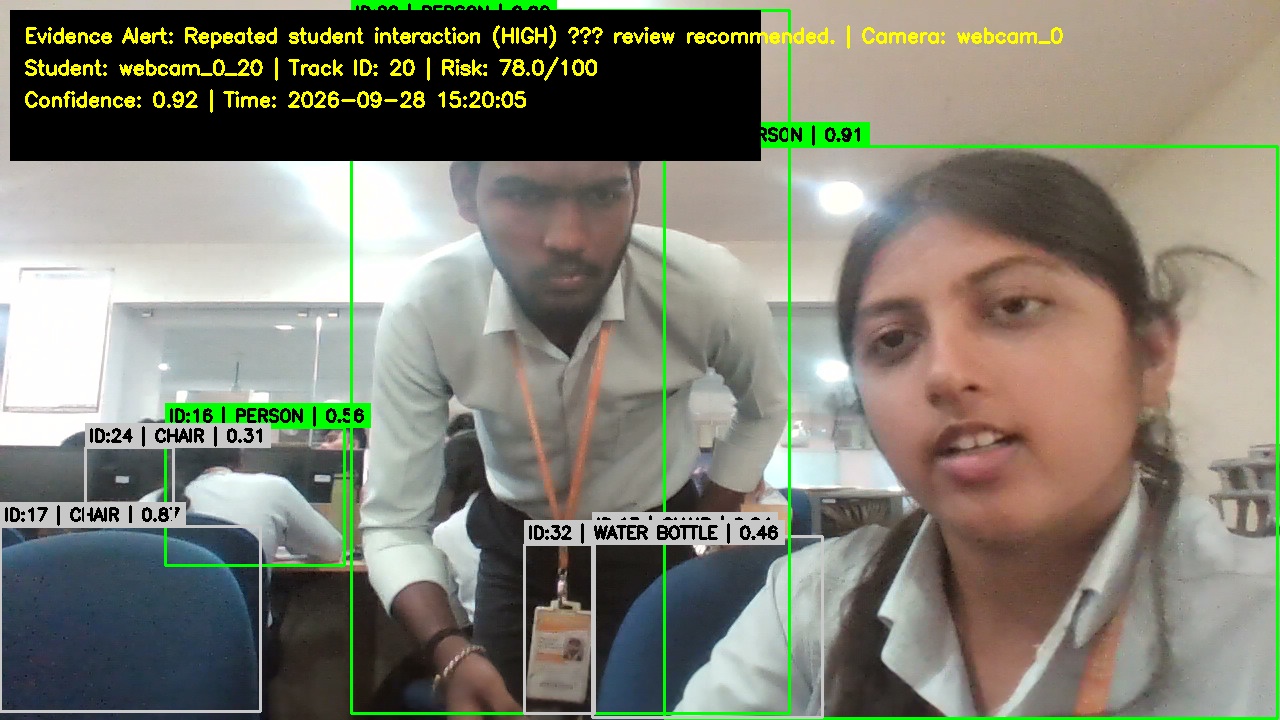 Evidence Alert: Repeated student interaction (HIGH) ??? review recommended. | Camera: webcam_0
Student: webcam_0_20 | Track ID: 20 | Risk: 78.0/100
Confidence: 0.92 | Time: 2026-09-28 15:20:05
RSON | 0.91
ID:16 | PERSON | 0.56
ID:24 | CHAIR | 0.31
ID:17 | CHAIR | 0.87
ID:32 | WATER BOTTLE | 0.46